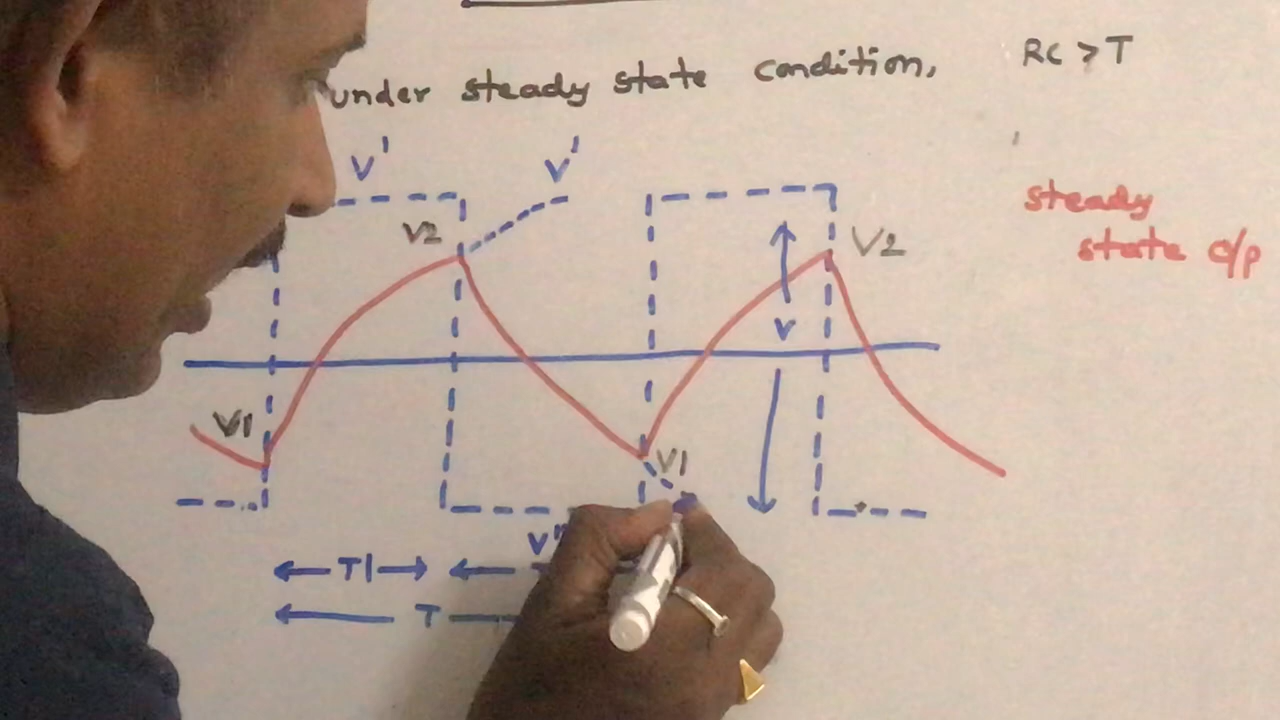 under steady state condition, RC > T
V' V'
steady
state o/p
V2 V2
V
V1 V1
V"
T1
T